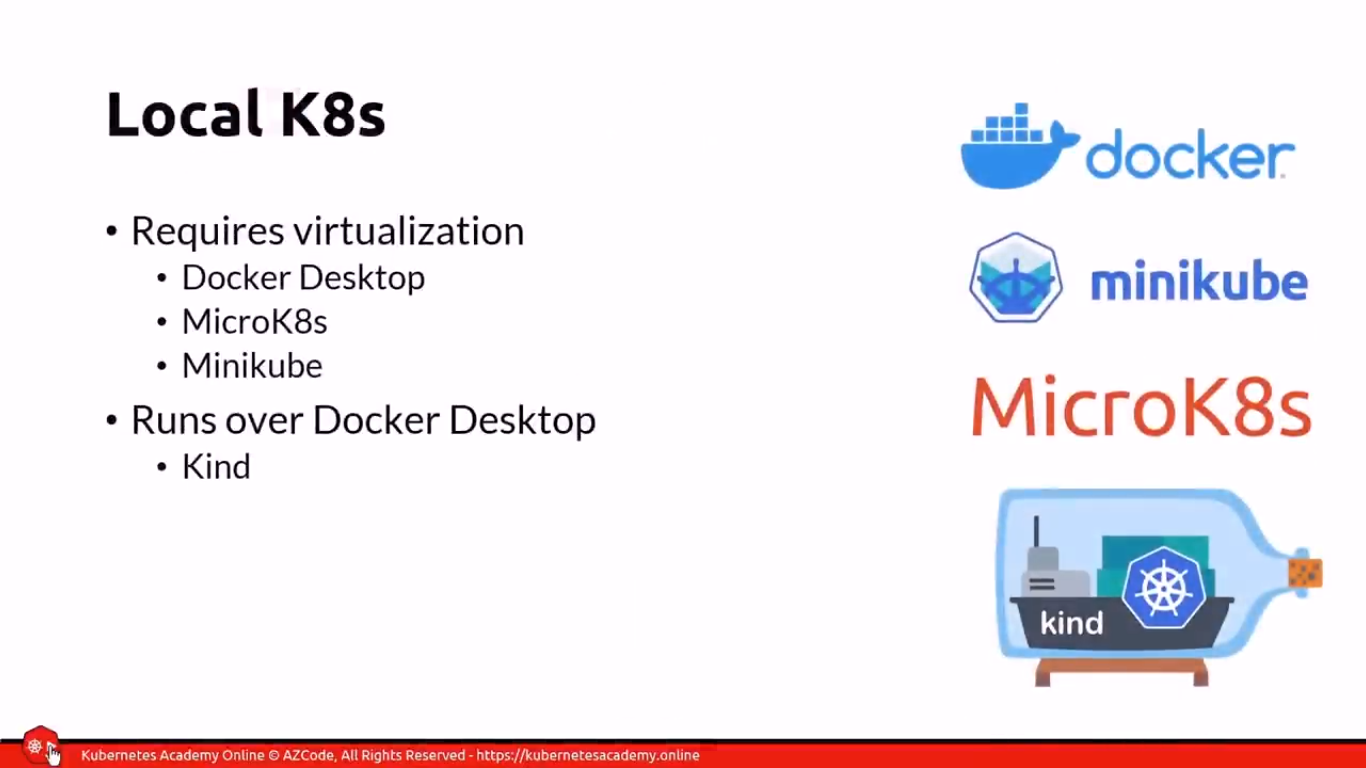 Local K8s
• Requires virtualization
• Docker Desktop
• MicroK8s
• Minikube
• Runs over Docker Desktop
• Kind
docker
minikube
MicroK8s
kind
Kubernetes Academy Online © AZCode, All Rights Reserved - https://kubernetesacademy.online